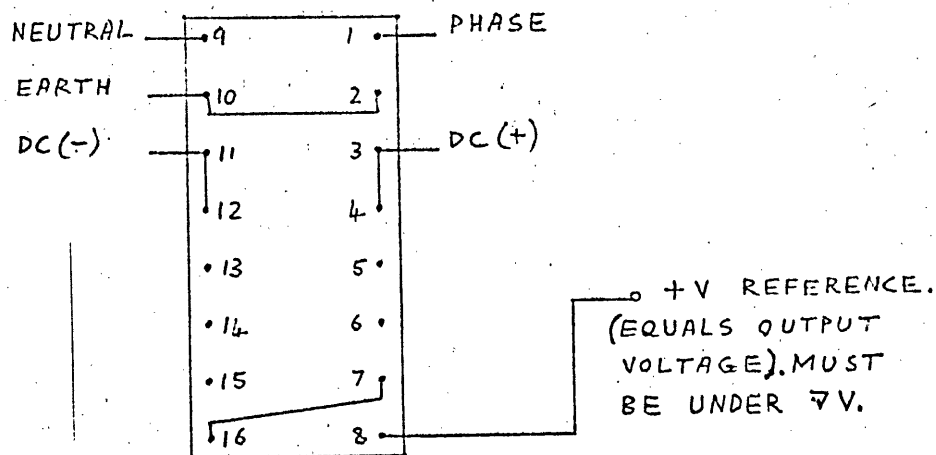 NEUTRAL 9 1 PHASE
EARTH 10 2
DC (-) 11 3 DC (+)
12 4
13 5
14 6
15 7
16 8
+V REFERENCE.
(EQUALS OUTPUT
VOLTAGE). MUST
BE UNDER 7V.